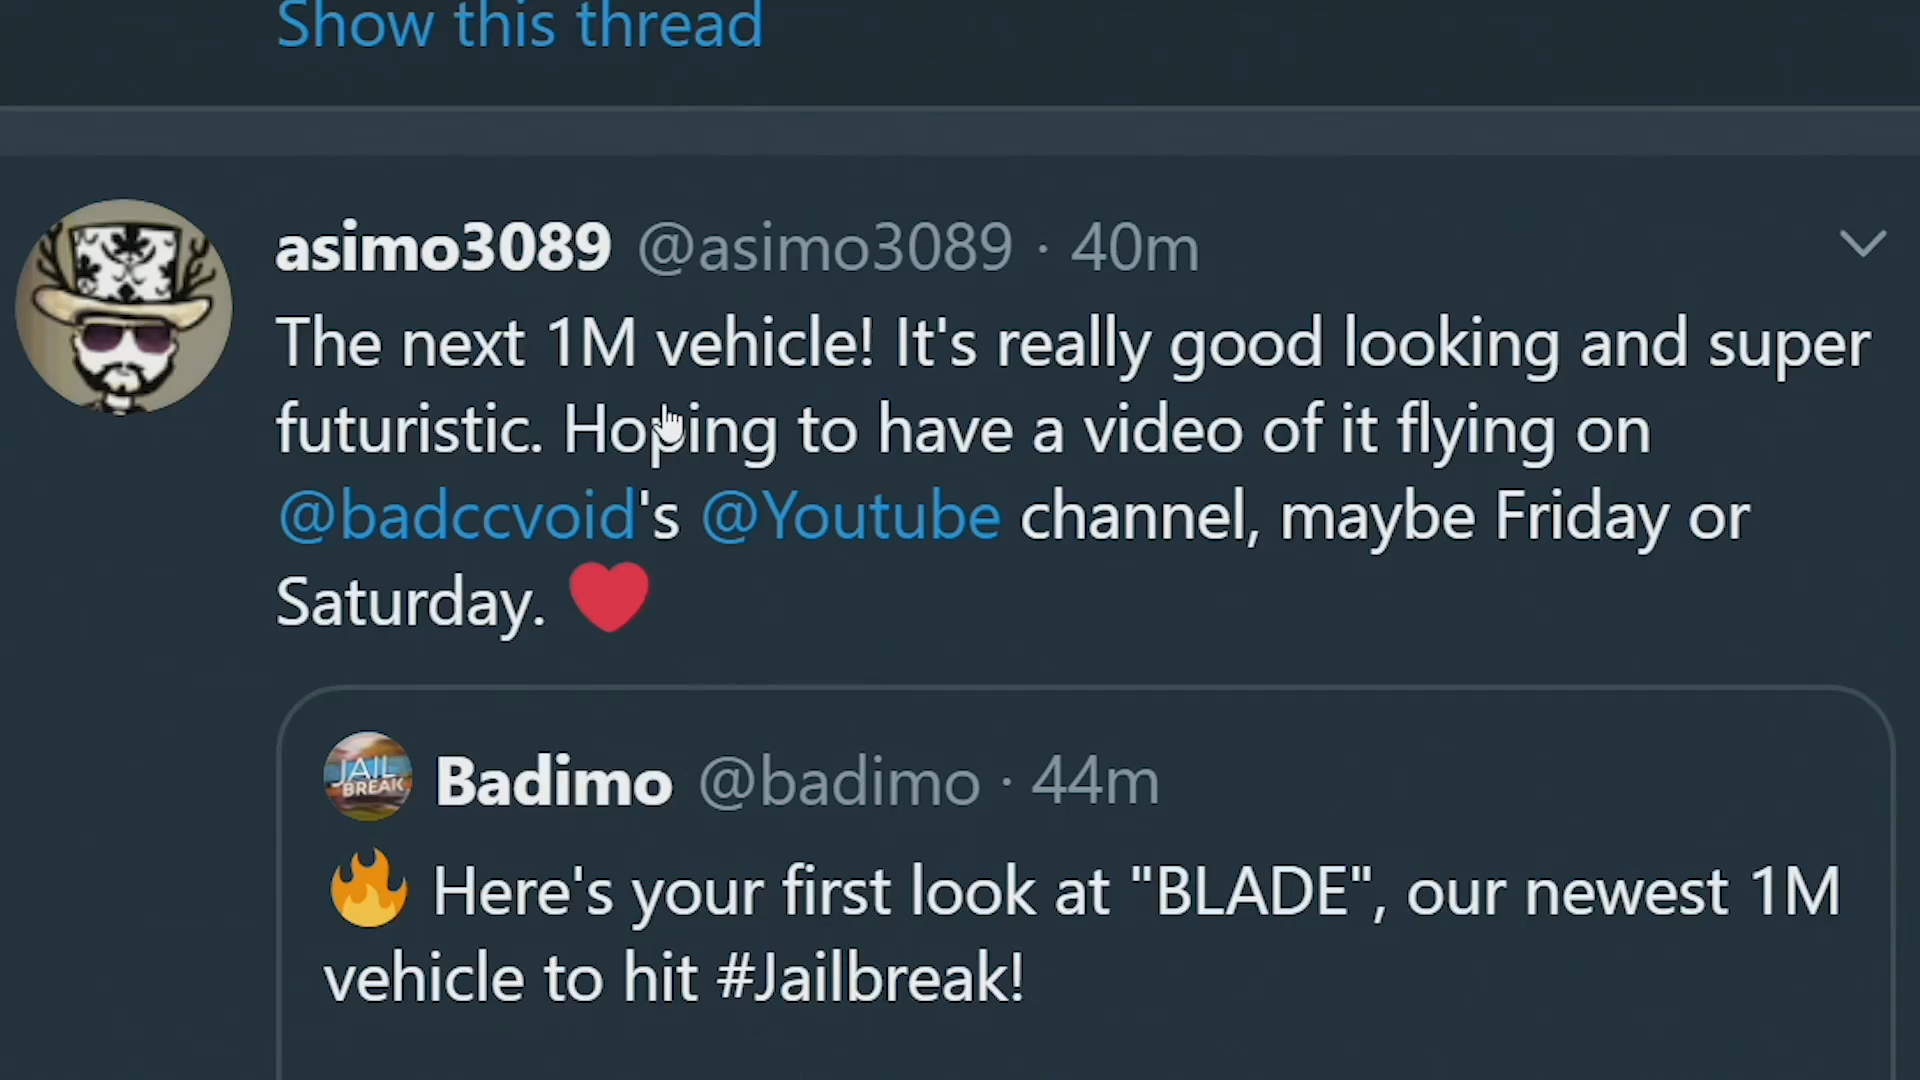 Show this thread
asimo3089 @asimo3089 · 40m
The next 1M vehicle! It's really good looking and super
futuristic. Hoping to have a video of it flying on
@badccvoid's @Youtube channel, maybe Friday or
Saturday. ❤️
JAIL
BREAK
Badimo @badimo · 44m
🔥 Here's your first look at "BLADE", our newest 1M
vehicle to hit #Jailbreak!